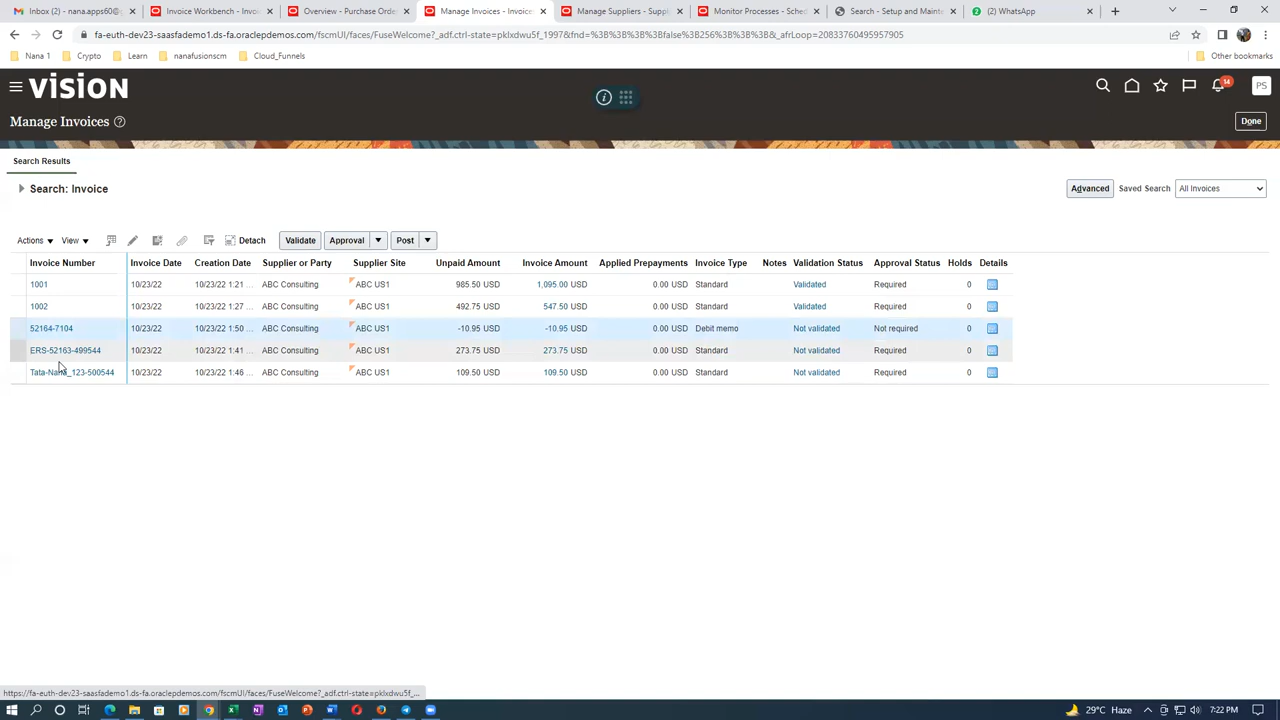 Inbox (2) - nana.apps60@g
Invoice Workbench - Invoi
Overview - Purchase Order
Manage Invoices - Invoice
Manage Suppliers - Suppl
Monitor Processes - Sched
Search - Setup and Mainte
(2) WhatsApp
fa-euth-dev23-saasfademo1.ds-fa.oraclepdemos.com/fscmUI/faces/FuseWelcome?_adf.ctrl-state=pklxdwu5f_1997&fnd=%3B%3B%3B%3Bfalse%3B256%3B%3B%3B&_afrLoop=20833760495957905
Nana 1
Crypto
Learn
nanafusionscm
Cloud_Funnels
Other bookmarks
VISION
14
PS
Manage Invoices
Done
Search Results
Search: Invoice
Advanced Saved Search All Invoices
Actions View Detach Validate Approval Post
Invoice Number Invoice Date Creation Date Supplier or Party Supplier Site Unpaid Amount Invoice Amount Applied Prepayments Invoice Type Notes Validation Status Approval Status Holds Details
1001 10/23/22 10/23/22 1:21 ... ABC Consulting ABC US1 985.50 USD 1,095.00 USD 0.00 USD Standard Validated Required 0
1002 10/23/22 10/23/22 1:27 ... ABC Consulting ABC US1 492.75 USD 547.50 USD 0.00 USD Standard Validated Required 0
52164-7104 10/23/22 10/23/22 1:50 ... ABC Consulting ABC US1 -10.95 USD -10.95 USD 0.00 USD Debit memo Not validated Not required 0
ERS-52163-499544 10/23/22 10/23/22 1:41 ... ABC Consulting ABC US1 273.75 USD 273.75 USD 0.00 USD Standard Not validated Required 0
Tata-Nana_123-500544 10/23/22 10/23/22 1:46 ... ABC Consulting ABC US1 109.50 USD 109.50 USD 0.00 USD Standard Not validated Required 0
https://fa-euth-dev23-saasfademo1.ds-fa.oraclepdemos.com/fscmUI/faces/FuseWelcome?_adf.ctrl-state=pklxdwu5f_...
29°C Haze
7:22 PM